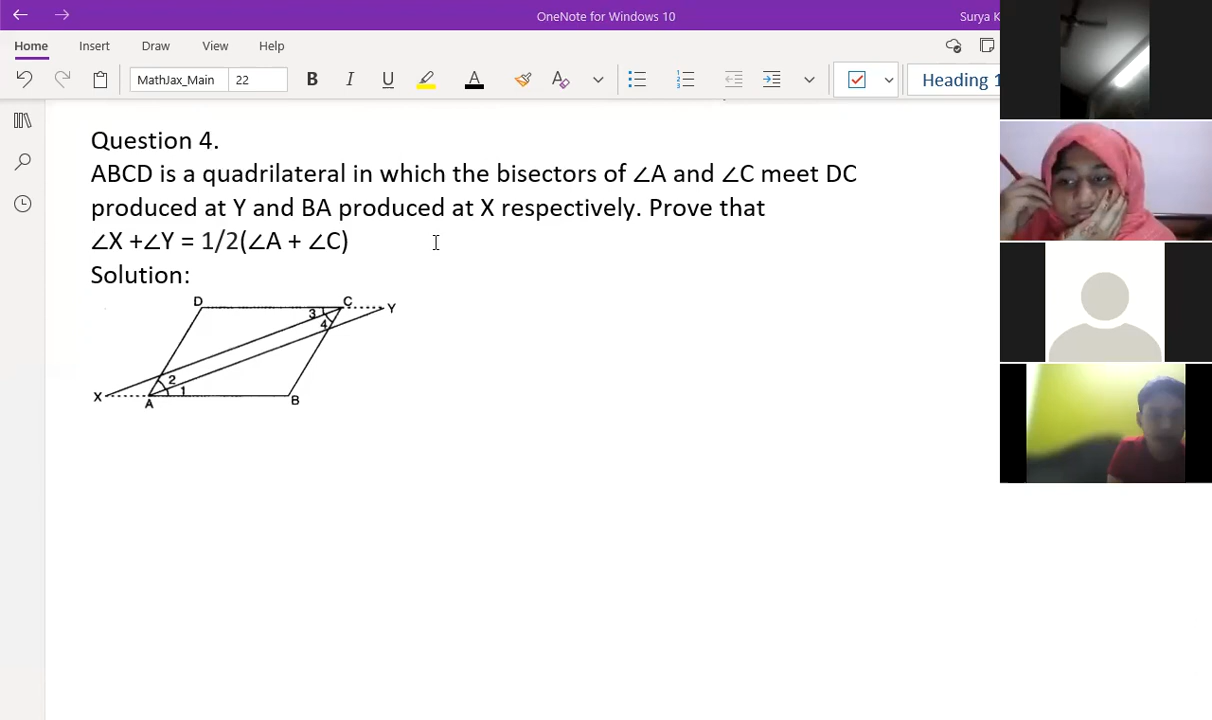 OneNote for Windows 10
Surya K
Home Insert Draw View Help
MathJax_Main 22 B I U A A Heading 1
Question 4.
ABCD is a quadrilateral in which the bisectors of ∠A and ∠C meet DC
produced at Y and BA produced at X respectively. Prove that
∠X +∠Y = 1/2(∠A + ∠C)
Solution:
D C Y
3
4
2
X 1
A B